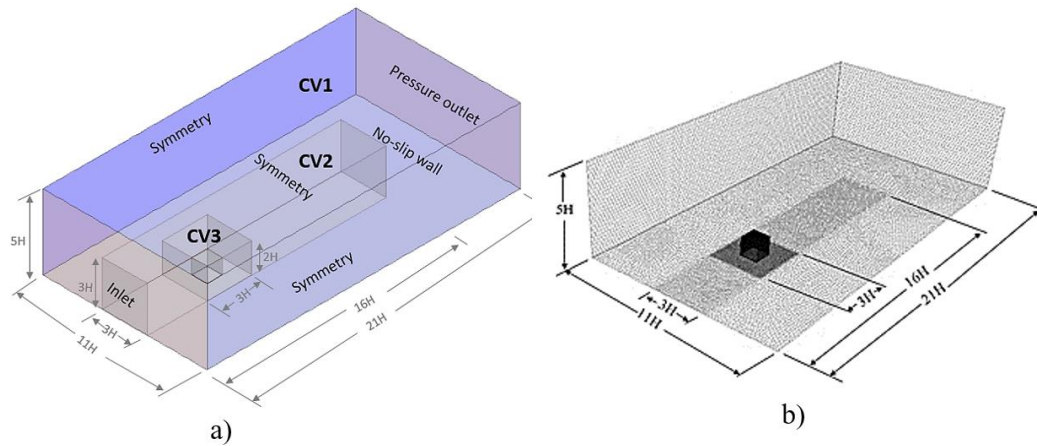 CV1
Pressure outlet
Symmetry
No-slip wall
CV2
Symmetry
CV3
5H
2H
Symmetry
3H
Inlet
3H
16H
3H
21H
11H
5H
16H
3H
21H
3H
11H
a)
b)